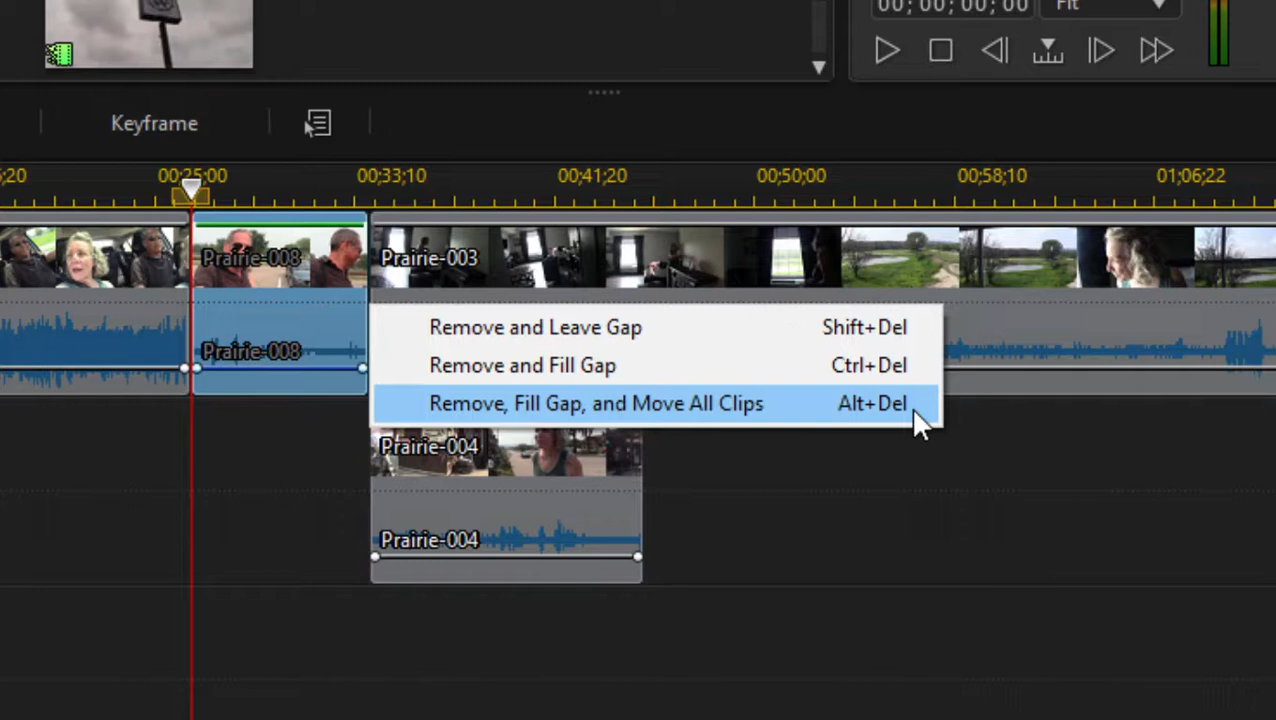 00;00;00;00 Fit
Keyframe
5;20 00;25;00 00;33;10 00;41;20 00;50;00 00;58;10 01;06;22
Prairie-008 Prairie-003
Prairie-008
Remove and Leave Gap Shift+Del
Remove and Fill Gap Ctrl+Del
Remove, Fill Gap, and Move All Clips Alt+Del
Prairie-004
Prairie-004